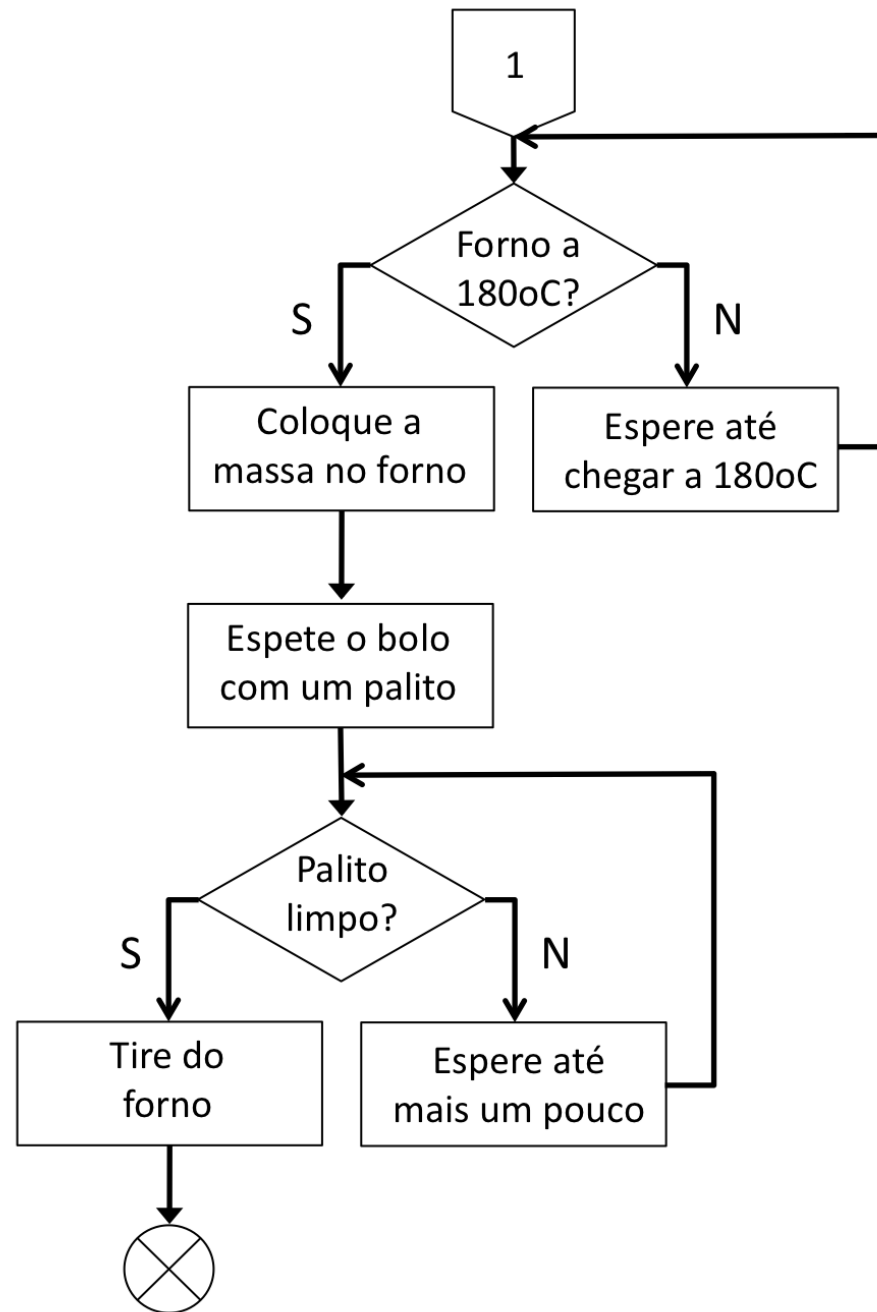 1
Forno a
180oC?
S
N
Coloque a
massa no forno
Espere até
chegar a 180oC
Espete o bolo
com um palito
Palito
limpo?
S
N
Tire do
forno
Espere até
mais um pouco